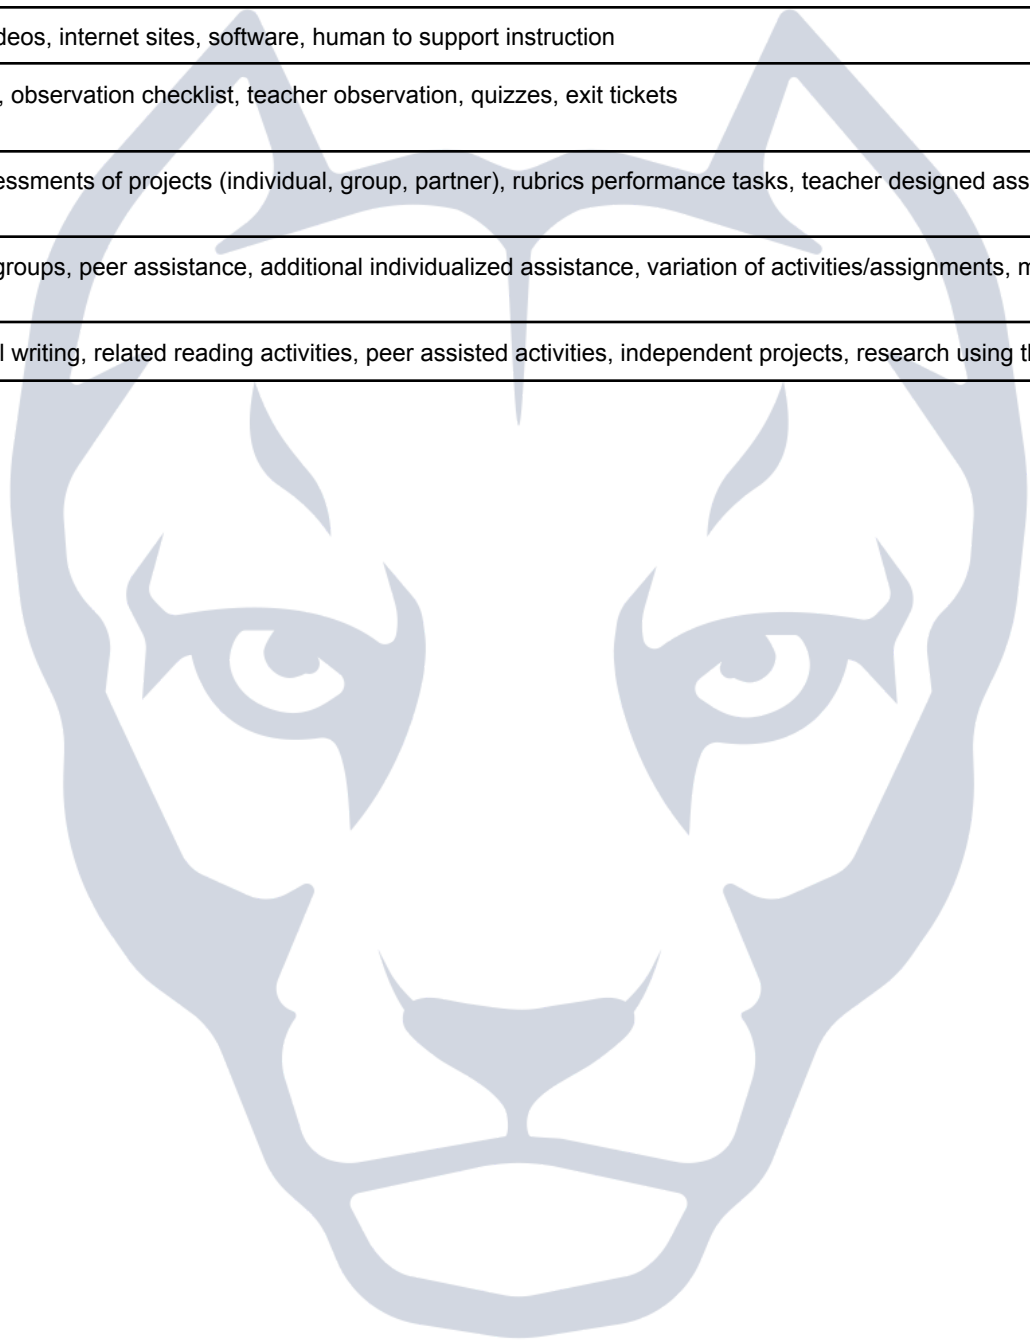 deos, internet sites, software, human to support instruction
, observation checklist, teacher observation, quizzes, exit tickets
essments of projects (individual, group, partner), rubrics performance tasks, teacher designed ass
groups, peer assistance, additional individualized assistance, variation of activities/assignments, m
l writing, related reading activities, peer assisted activities, independent projects, research using th